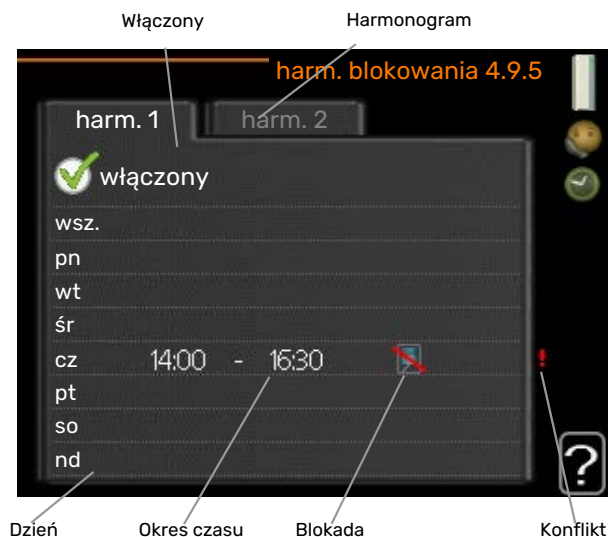 Włączony Harmonogram
harm. blokowania 4.9.5
harm. 1 harm. 2
włączony
wsz.
pn
wt
śr
cz 14:00 - 16:30 !
pt
so
nd
?
Dzień Okres czasu Blokada Konflikt